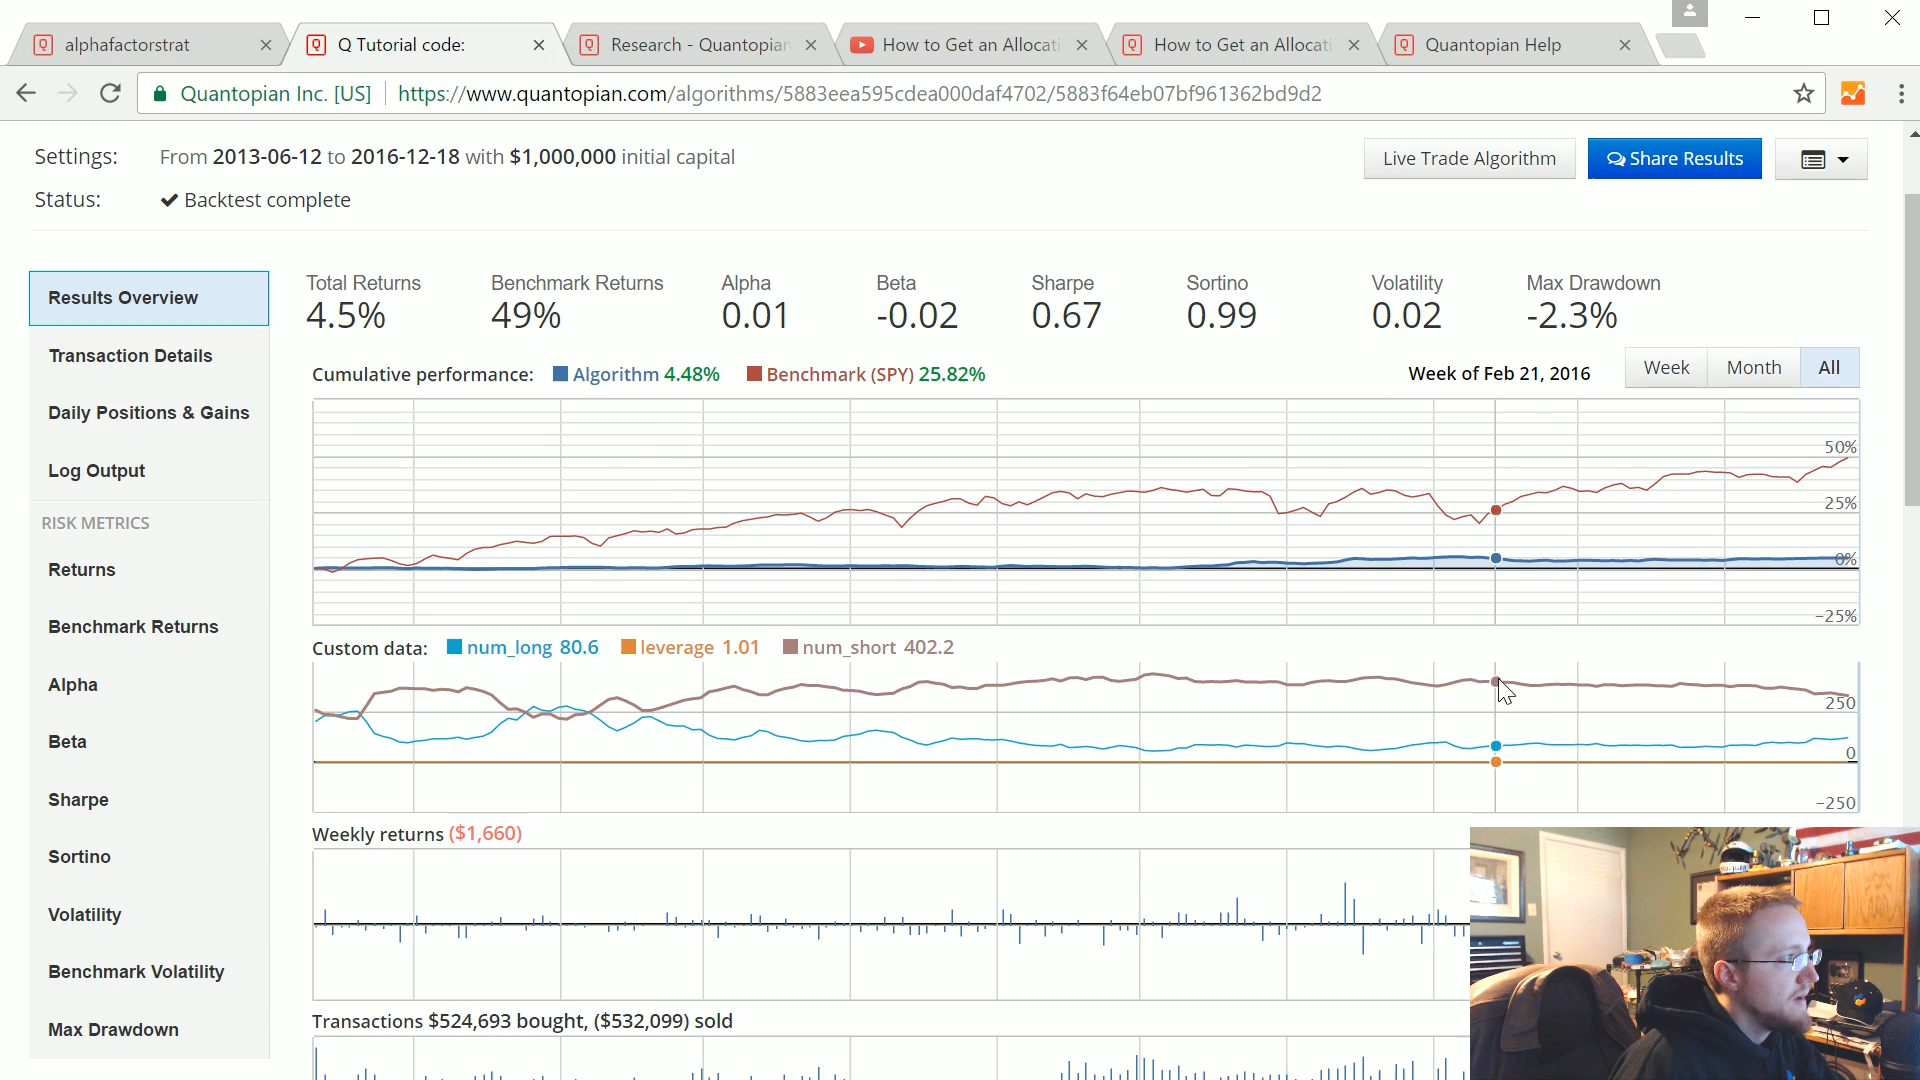 alphafactorstrat
Q Tutorial code:
Research - Quantopian
How to Get an Allocati
How to Get an Allocati
Quantopian Help
Quantopian Inc. [US]
https://www.quantopian.com/algorithms/5883eea595cdea000daf4702/5883f64eb07bf961362bd9d2
Settings: From 2013-06-12 to 2016-12-18 with $1,000,000 initial capital
Live Trade Algorithm
Share Results
Status: Backtest complete
Results Overview
Transaction Details
Daily Positions & Gains
Log Output
RISK METRICS
Returns
Benchmark Returns
Alpha
Beta
Sharpe
Sortino
Volatility
Benchmark Volatility
Max Drawdown
Total Returns Benchmark Returns Alpha Beta Sharpe Sortino Volatility Max Drawdown
4.5% 49% 0.01 -0.02 0.67 0.99 0.02 -2.3%
Cumulative performance: Algorithm 4.48% Benchmark (SPY) 25.82%
Week of Feb 21, 2016
Week Month All
50%
25%
0%
-25%
Custom data: num_long 80.6 leverage 1.01 num_short 402.2
250
0
-250
Weekly returns ($1,660)
Transactions $524,693 bought, ($532,099) sold